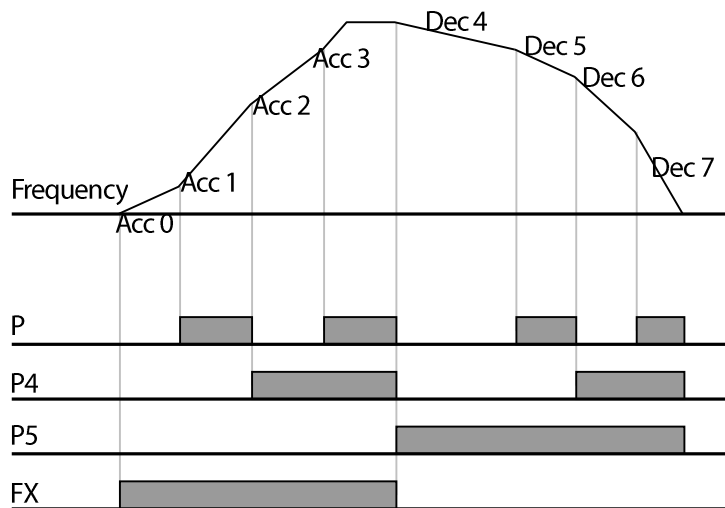 Dec 4
Acc 3
Dec 5
Dec 6
Acc 2
Dec 7
Acc 1
Frequency
Acc 0
P
P4
P5
FX